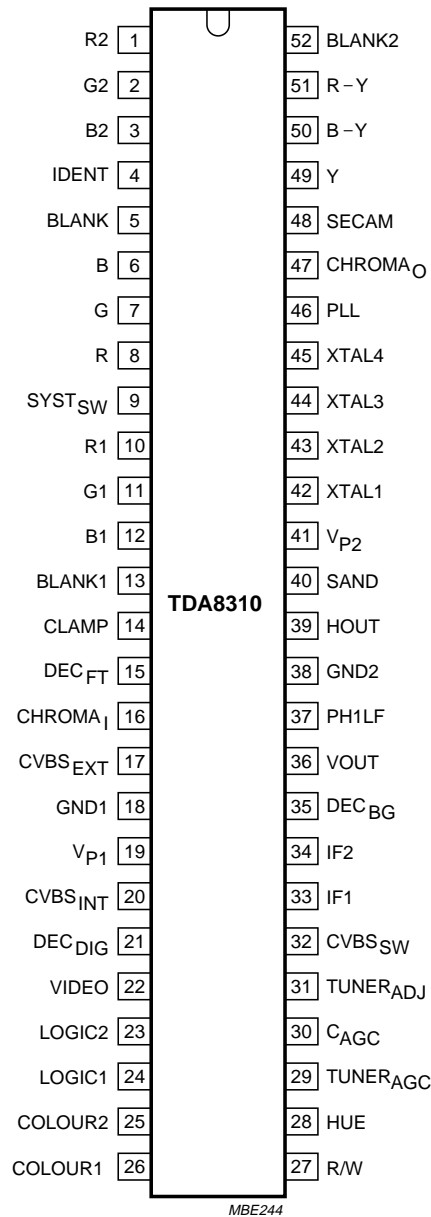 R2 1 52 BLANK2
G2 2 51 R−Y
B2 3 50 B−Y
IDENT 4 49 Y
BLANK 5 48 SECAM
B 6 47 CHROMAO
G 7 46 PLL
R 8 45 XTAL4
SYSTSW 9 44 XTAL3
R1 10 43 XTAL2
G1 11 42 XTAL1
B1 12 41 VP2
BLANK1 13 40 SAND
TDA8310
CLAMP 14 39 HOUT
DECFT 15 38 GND2
CHROMAI 16 37 PH1LF
CVBSEXT 17 36 VOUT
GND1 18 35 DECBG
VP1 19 34 IF2
CVBSINT 20 33 IF1
DECDIG 21 32 CVBSSW
VIDEO 22 31 TUNERADJ
LOGIC2 23 30 CAGC
LOGIC1 24 29 TUNERAGC
COLOUR2 25 28 HUE
COLOUR1 26 27 R/W
MBE244